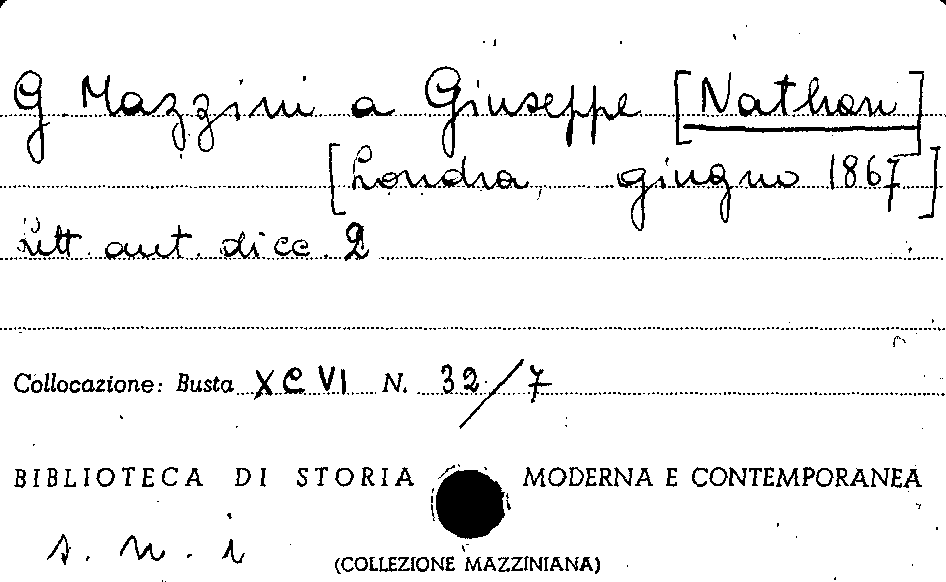 G. Mazzini a Giuseppe [Nathan]
[Londra, giugno 1867]
Lett. aut. di cc. 2
Collocazione: Busta XCVI N. 32/7
BIBLIOTECA DI STORIA MODERNA E CONTEMPORANEA
s. n. i
(COLLEZIONE MAZZINIANA)